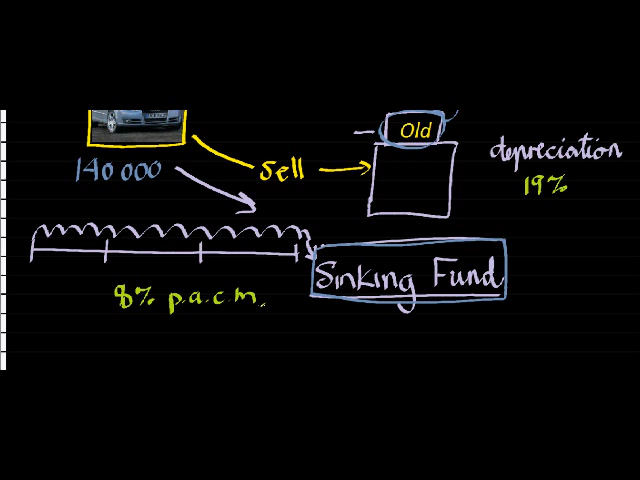 Old
depreciation
140 000
Sell
19%
Sinking Fund
8% p.a.c.m.